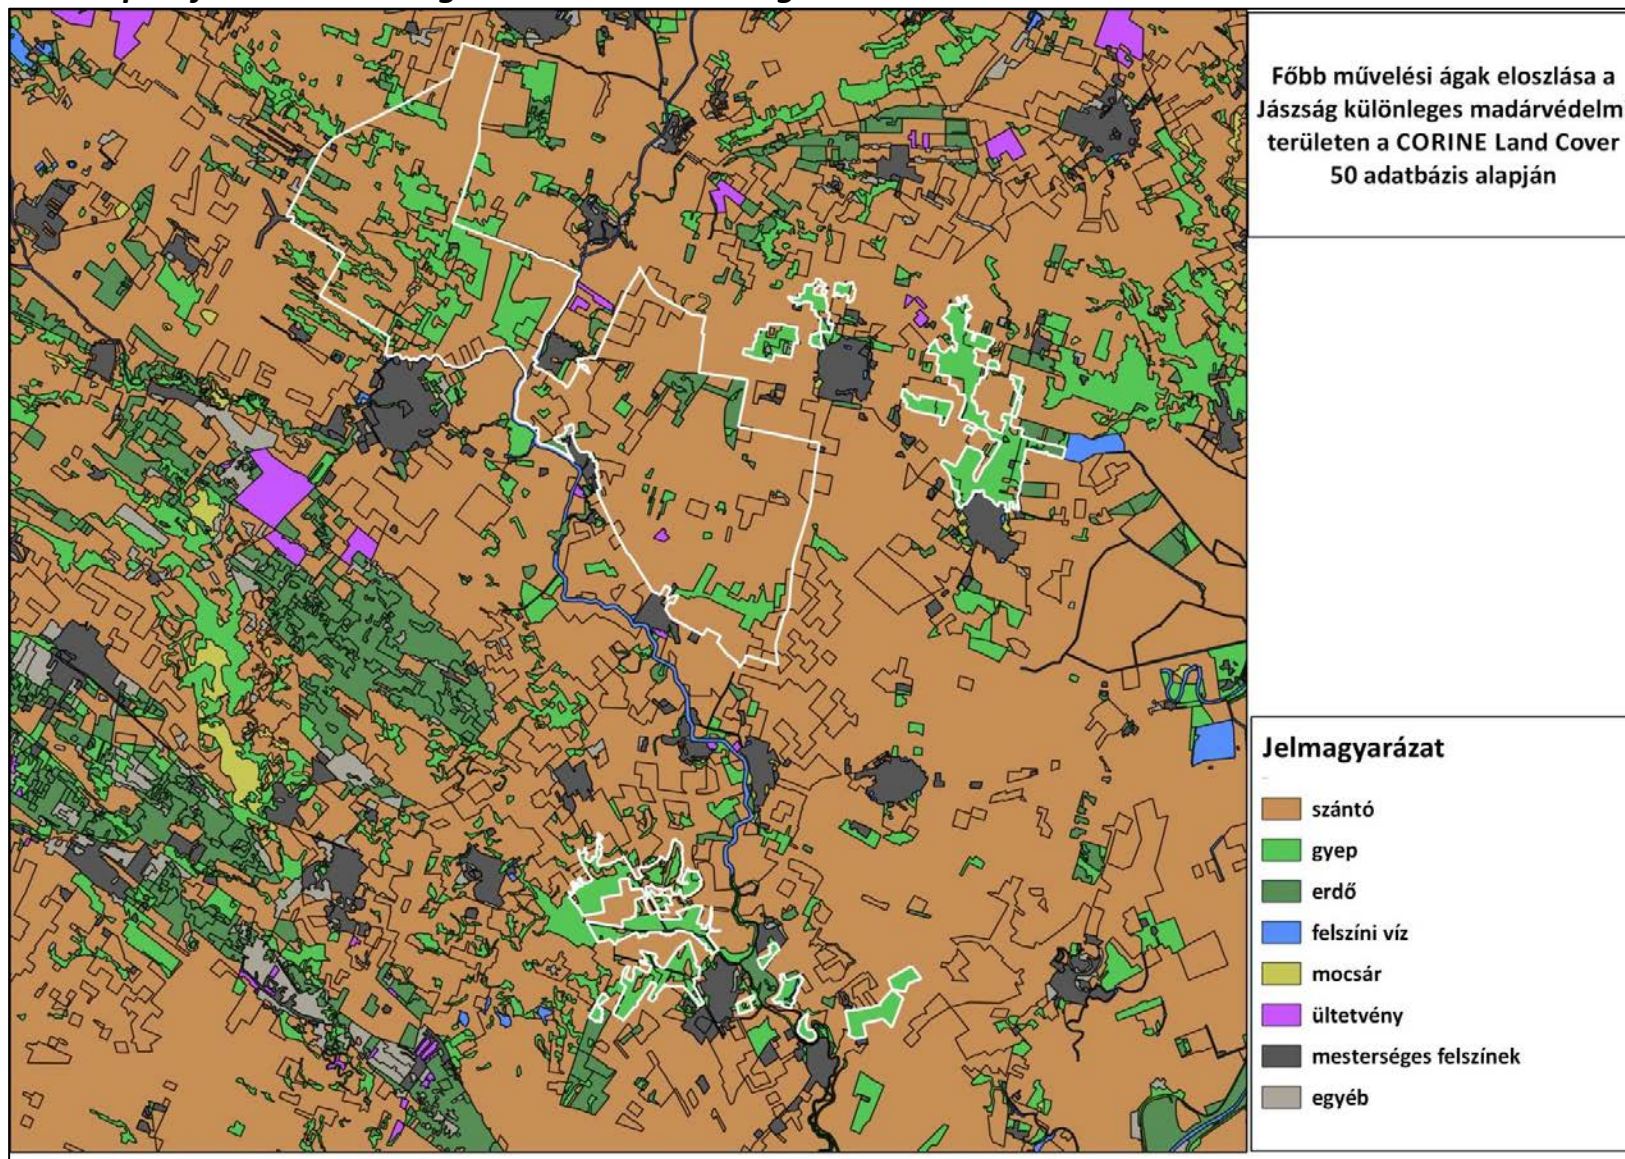 Főbb művelési ágak eloszlása a
Jászság különleges madárvédelm
területen a CORINE Land Cover
50 adatbázis alapján
Jelmagyarázat
szántó
gyep
erdő
felszíni víz
mocsár
ültetvény
mesterséges felszínek
egyéb